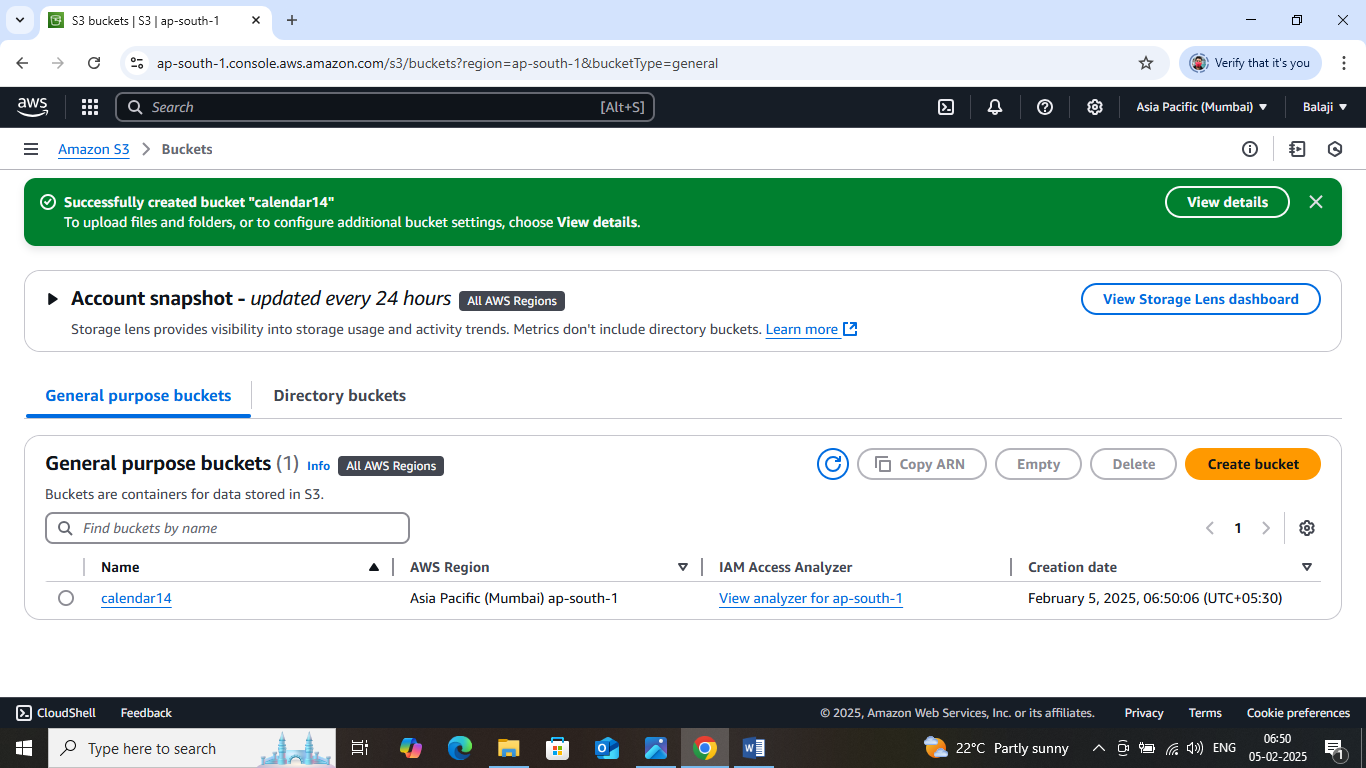 S3 buckets | S3 | ap-south-1
ap-south-1.console.aws.amazon.com/s3/buckets?region=ap-south-1&bucketType=general
Verify that it's you
aws
Search
[Alt+S]
Asia Pacific (Mumbai)
Balaji
Amazon S3
Buckets
Successfully created bucket "calendar14"
To upload files and folders, or to configure additional bucket settings, choose View details.
View details
Account snapshot - updated every 24 hours
All AWS Regions
View Storage Lens dashboard
Storage lens provides visibility into storage usage and activity trends. Metrics don't include directory buckets. Learn more
General purpose buckets
Directory buckets
General purpose buckets (1)
Info
All AWS Regions
Copy ARN
Empty
Delete
Create bucket
Buckets are containers for data stored in S3.
Find buckets by name
1
Name
AWS Region
IAM Access Analyzer
Creation date
calendar14
Asia Pacific (Mumbai) ap-south-1
View analyzer for ap-south-1
February 5, 2025, 06:50:06 (UTC+05:30)
CloudShell
Feedback
© 2025, Amazon Web Services, Inc. or its affiliates.
Privacy
Terms
Cookie preferences
Type here to search
22°C Partly sunny
ENG
06:50
05-02-2025
1